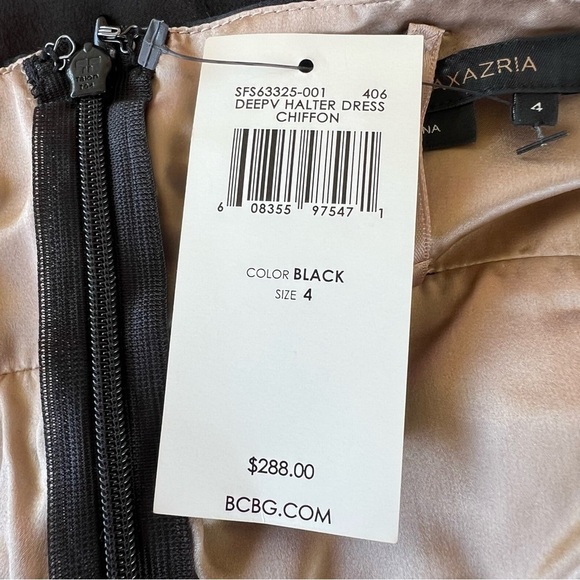 SFS63325-001 406
DEEPV HALTER DRESS
CHIFFON
6 08355 97547 1
COLOR BLACK
SIZE 4
$288.00
BCBG.COM
AXAZRIA
4
NA